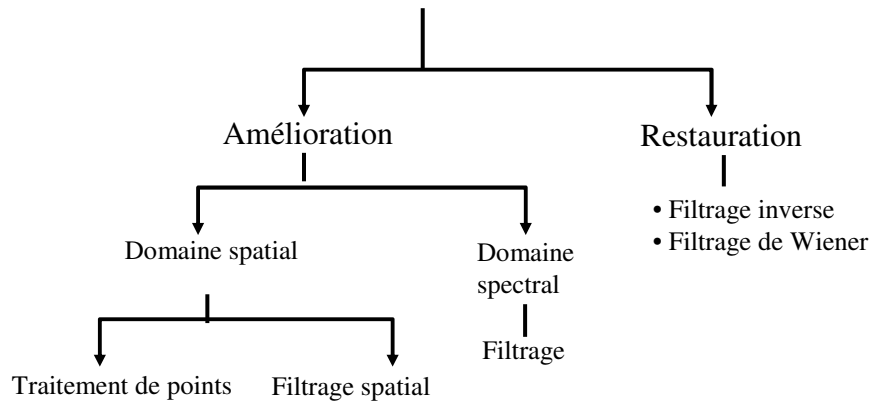 Amélioration
Restauration
• Filtrage inverse
• Filtrage de Wiener
Domaine spatial
Domaine
spectral
Filtrage
Traitement de points
Filtrage spatial